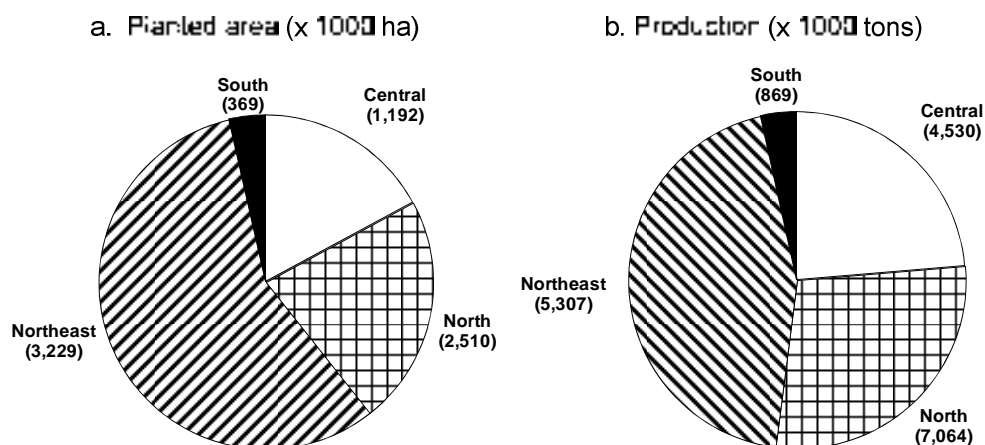 a. Planted area (x 1000 ha)
South
(369)
Central
(1,192)
Northeast
(3,229)
North
(2,510)
b. Production (x 1000 tons)
South
(869)
Central
(4,530)
Northeast
(5,307)
North
(7,064)